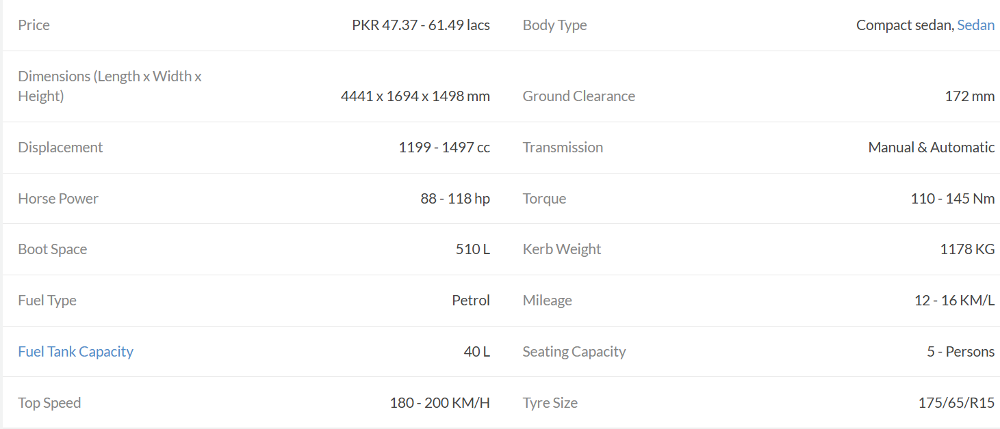 Price PKR 47.37 - 61.49 lacs Body Type Compact sedan, Sedan
Dimensions (Length x Width x
Height) 4441 x 1694 x 1498 mm Ground Clearance 172 mm
Displacement 1199 - 1497 cc Transmission Manual & Automatic
Horse Power 88 - 118 hp Torque 110 - 145 Nm
Boot Space 510 L Kerb Weight 1178 KG
Fuel Type Petrol Mileage 12 - 16 KM/L
Fuel Tank Capacity 40 L Seating Capacity 5 - Persons
Top Speed 180 - 200 KM/H Tyre Size 175/65/R15